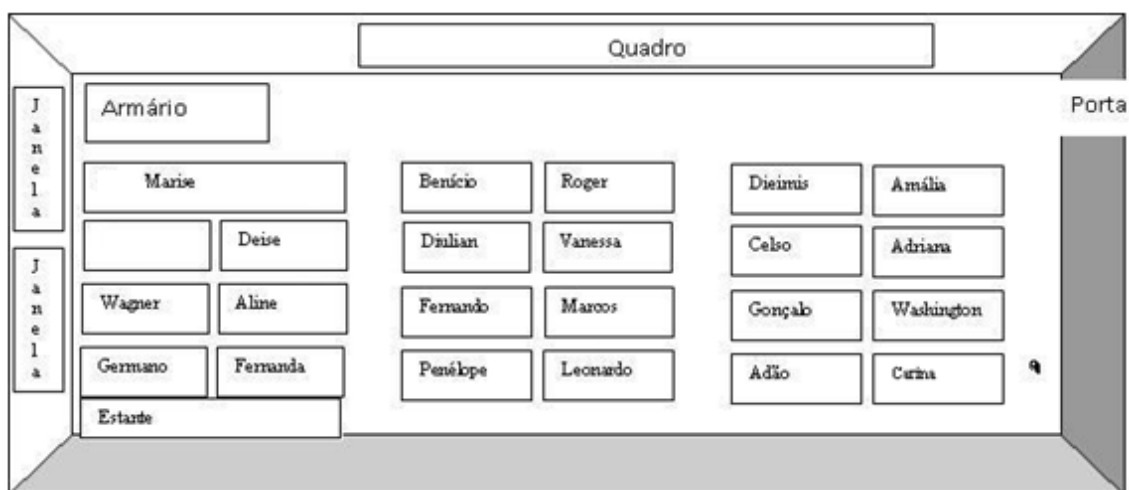 Quadro
Janela
Armário
Porta
Marise
Benício
Roger
Dieimis
Amália
Deise
Diulian
Vanessa
Celso
Adriana
Janela
Wagner
Aline
Fernando
Marcos
Gonçalo
Washington
Germano
Fernanda
Penélope
Leonardo
Adão
Carina
Estante